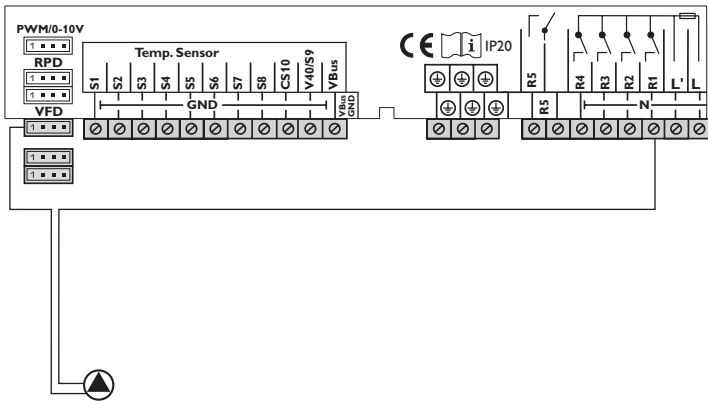 PWM/0-10V
1
RPD
1
1
VFD
1
1
1
Temp. Sensor
S1 S2 S3 S4 S5 S6 S7 S8 CS10 V40/S9 VBus
GND
VBus GND
CE i IP20
R5 R5 R4 R3 R2 R1 L' L
N